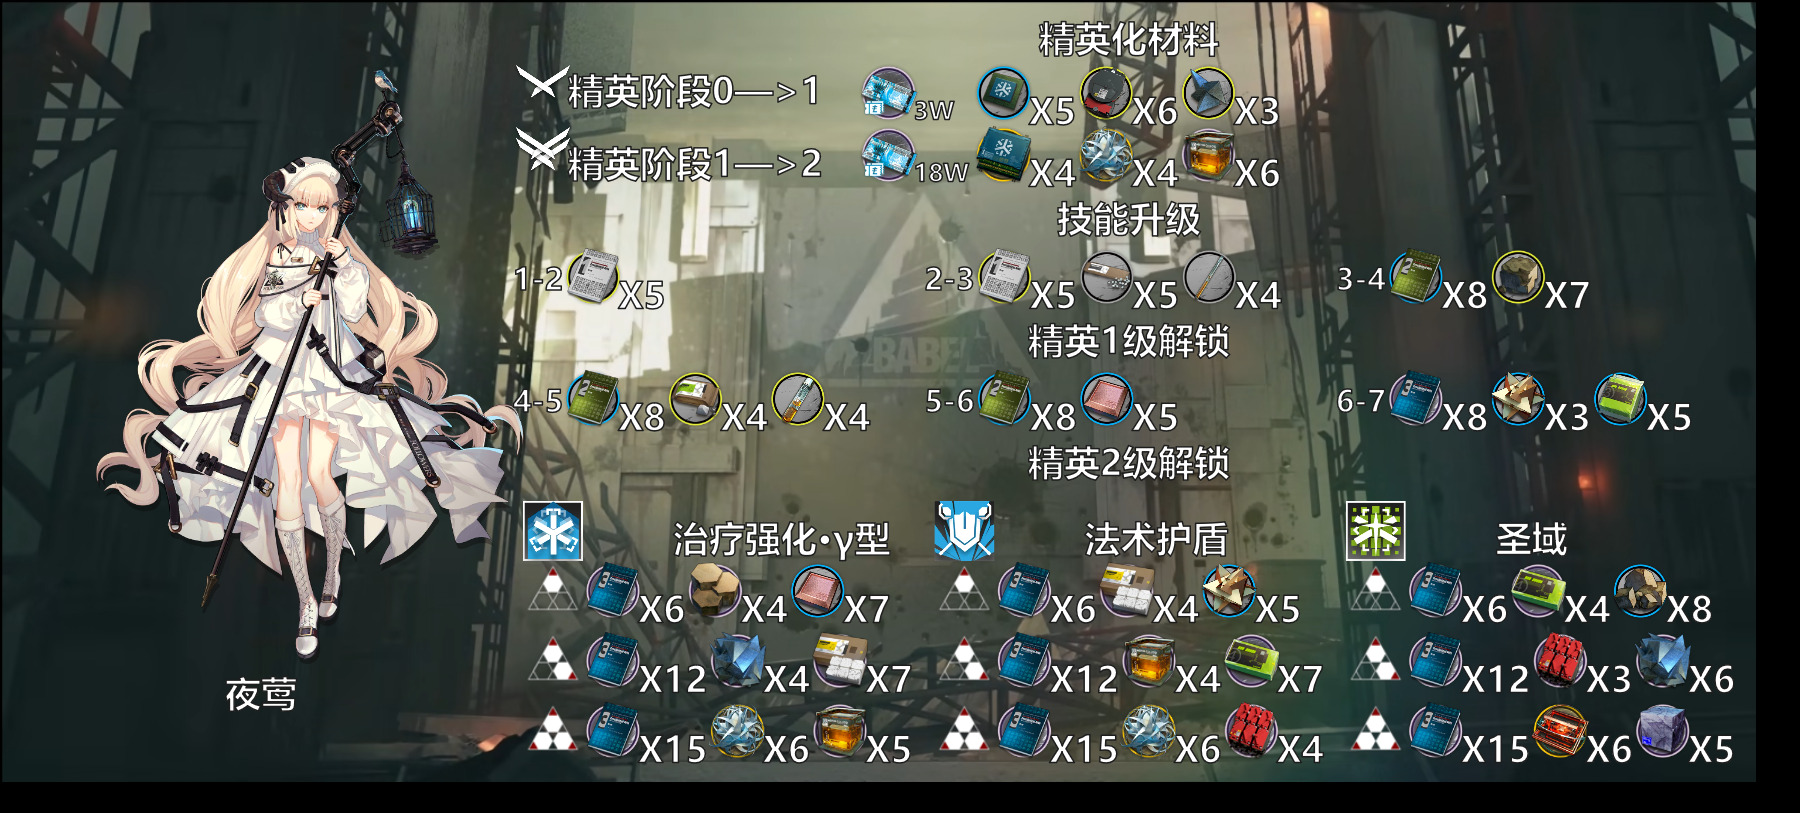 精英化材料
精英阶段0—>1 3W X5 X6 X3
精英阶段1—>2 18W X4 X4 X6
技能升级
1-2 X5 2-3 X5 X5 X4 3-4 X8 X7
精英1级解锁
BABEL
4-5 X8 X4 X4 5-6 X8 X5 6-7 X8 X3 X5
精英2级解锁
治疗强化·γ型 法术护盾 圣域
X6 X4 X7 X6 X4 X5 X6 X4 X8
X12 X4 X7 X12 X4 X7 X12 X3 X6
X15 X6 X5 X15 X6 X4 X15 X6 X5
夜莺